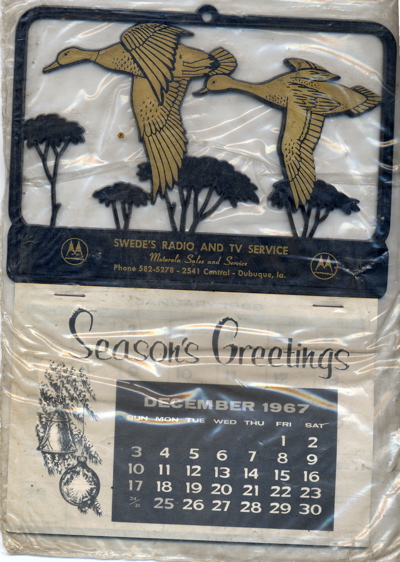 SWEDE'S RADIO AND TV SERVICE
Motorola Sales and Service
Phone 582-5278 - 2541 Central - Dubuque, Ia.
Season's Greetings
DECEMBER 1967
SUN MON TUE WED THU FRI SAT
1 2
3 4 5 6 7 8 9
10 11 12 13 14 15 16
17 18 19 20 21 22 23
24/31 25 26 27 28 29 30